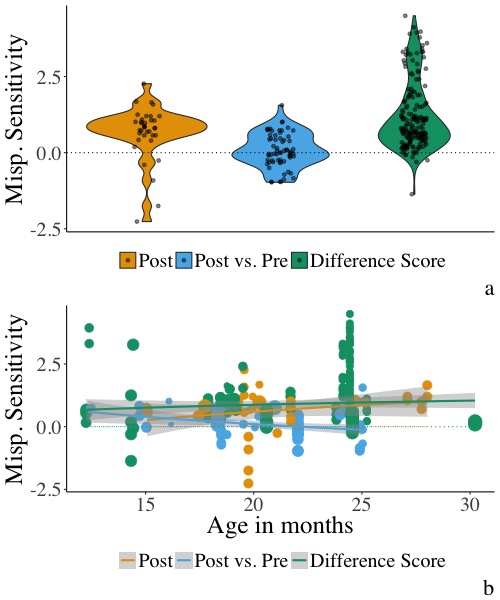 Misp. Sensitivity
2.5
0.0
-2.5
Post Post vs. Pre Difference Score
a
Misp. Sensitivity
2.5
0.0
-2.5
15 20 25 30
Age in months
Post Post vs. Pre Difference Score
b